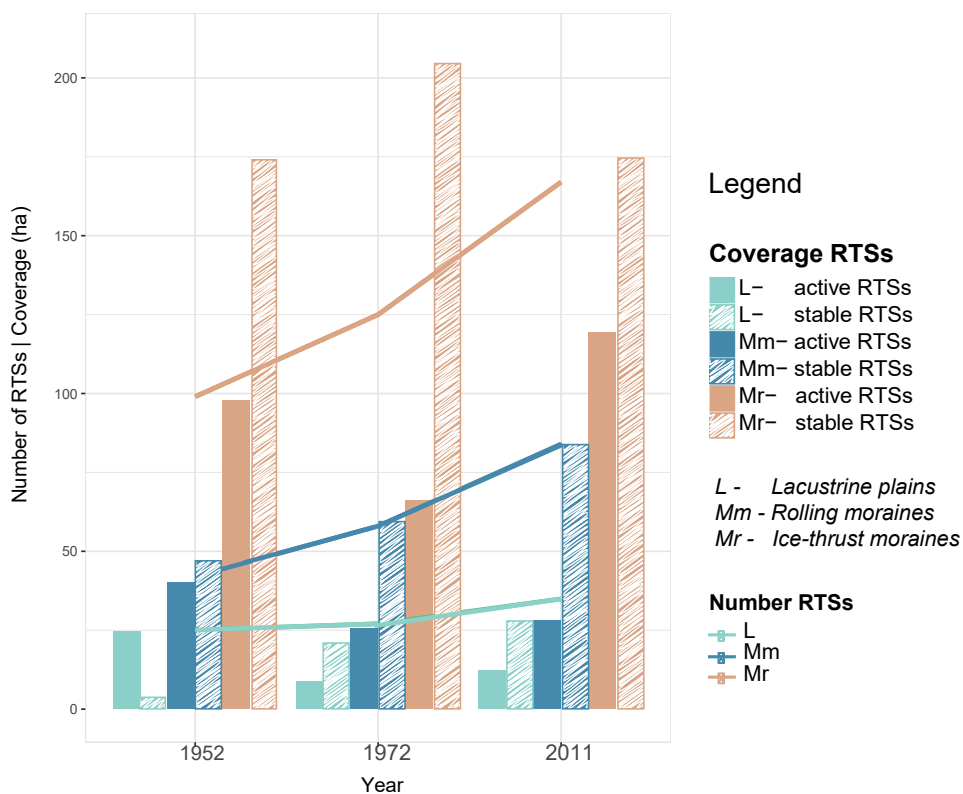 Number of RTSs | Coverage (ha)
200
150
100
50
0
1952 1972 2011
Year
Legend
Coverage RTSs
L− active RTSs
L− stable RTSs
Mm− active RTSs
Mm− stable RTSs
Mr− active RTSs
Mr− stable RTSs
L - Lacustrine plains
Mm - Rolling moraines
Mr - Ice-thrust moraines
Number RTSs
L
Mm
Mr